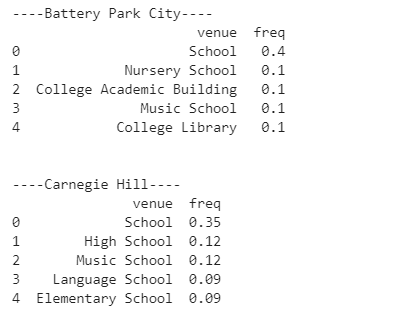 ----Battery Park City----
venue freq
0 School 0.4
1 Nursery School 0.1
2 College Academic Building 0.1
3 Music School 0.1
4 College Library 0.1
----Carnegie Hill----
venue freq
0 School 0.35
1 High School 0.12
2 Music School 0.12
3 Language School 0.09
4 Elementary School 0.09